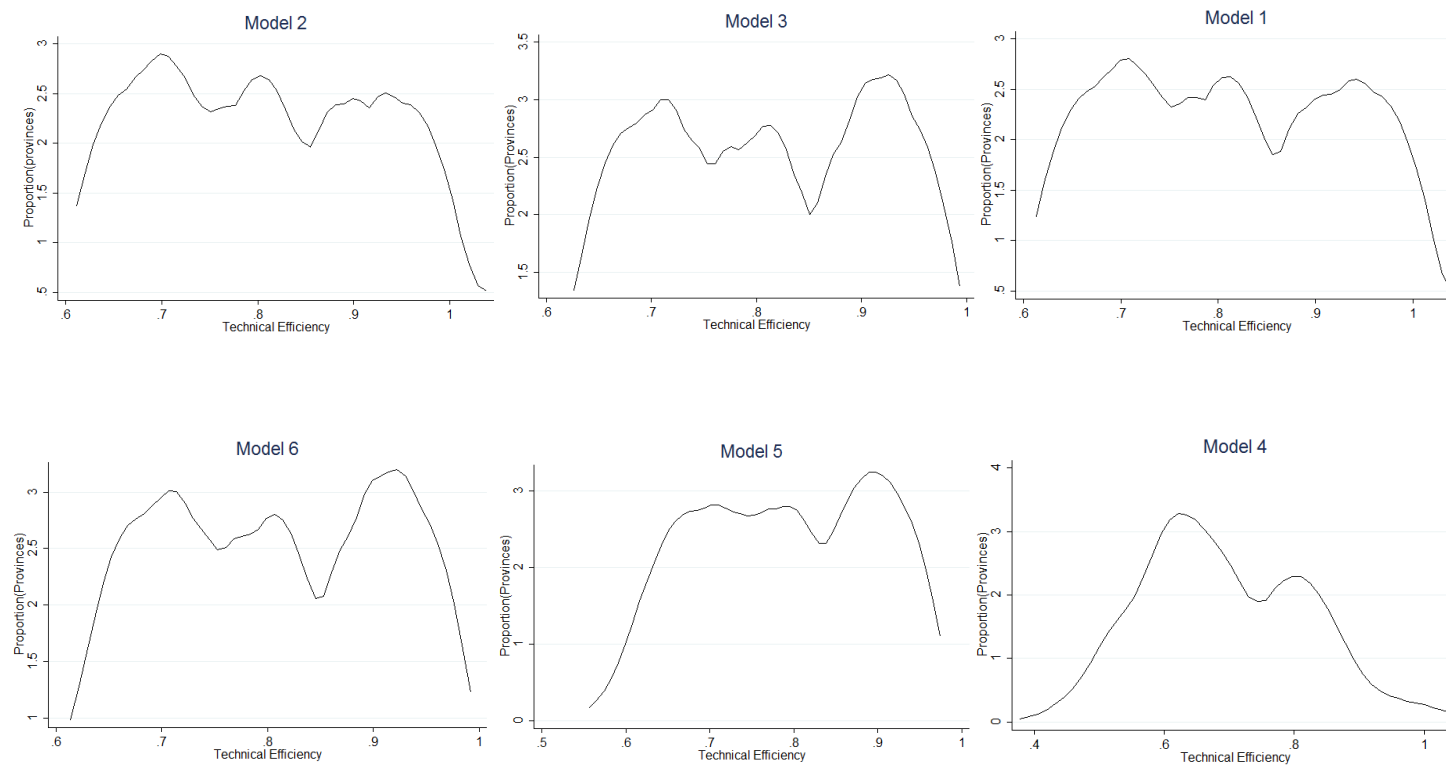 Model 2
Proportion(provinces)
3
2.5
2
1.5
1
.5
.6 .7 .8 .9 1
Technical Efficiency
Model 3
Proportion(Provinces)
3.5
3
2.5
2
1.5
.6 .7 .8 .9 1
Technical Efficiency
Model 1
Proportion(Provinces)
3
2.5
2
1.5
1
.5
.6 .7 .8 .9 1
Technical Efficiency
Model 6
Proportion(Provinces)
3
2.5
2
1.5
1
.6 .7 .8 .9 1
Technical Efficiency
Model 5
Proportion(Provinces)
3
2
1
0
.5 .6 .7 .8 .9 1
Technical Efficiency
Model 4
Proportion(Provinces)
4
3
2
1
0
.4 .6 .8 1
Technical Efficiency